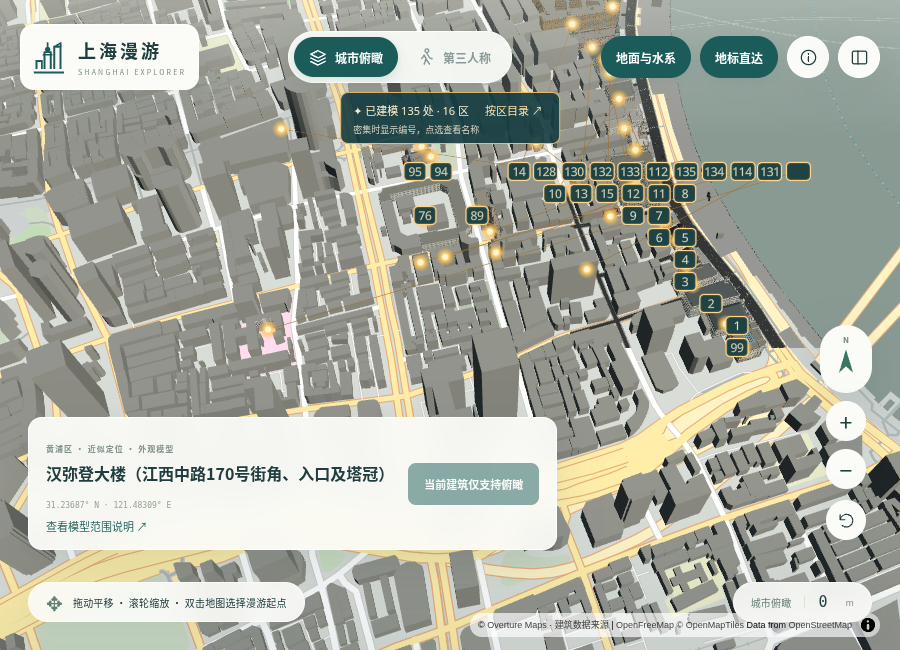 上海漫游
SHANGHAI EXPLORER
城市俯瞰
第三人称
地面与水系
地标直达
✦ 已建模 135 处 · 16 区 按区目录 ↗
密集时显示编号，点选查看名称
95 94 14 128 130 132 133 112 135 134 114 131
10 13 15 12 11 8
76 89 9 7
6 5
4
3
2
1
99
N
+
−
黄浦区 · 近似定位 · 外观模型
汉弥登大楼（江西中路170号街角、入口及塔冠）
当前建筑仅支持俯瞰
31.23687° N · 121.48309° E
查看模型范围说明 ↗
拖动平移 · 滚轮缩放 · 双击地图选择漫游起点
城市俯瞰 0 m
© Overture Maps · 建筑数据来源 | OpenFreeMap © OpenMapTiles Data from OpenStreetMap